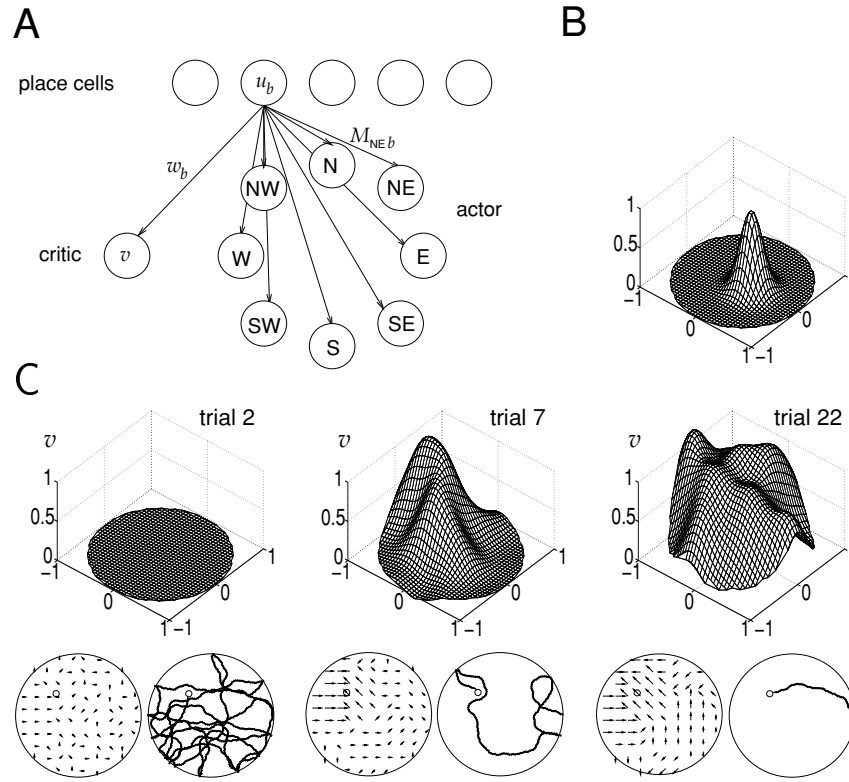 A
place cells
u_b
w_b
M_NE b
N
NW
NE
actor
critic
v
W
E
SW
SE
S
B
1
0.5
0
−1
0
1 −1
0
C
trial 2
v
1
0.5
0
−1
0
1 −1
0
1
trial 7
v
1
0.5
0
−1
0
1 −1
0
1
trial 22
v
1
0.5
0
−1
0
1 −1
0